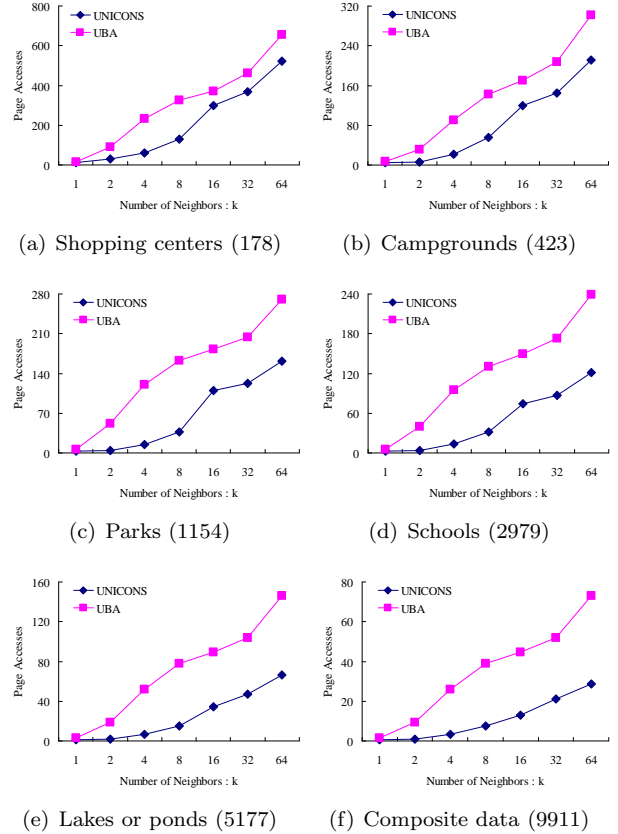 UNICONS
UBA
Page Accesses
800
600
400
200
0
1 2 4 8 16 32 64
Number of Neighbors : k
(a) Shopping centers (178)
UNICONS
UBA
Page Accesses
320
240
160
80
0
1 2 4 8 16 32 64
Number of Neighbors : k
(b) Campgrounds (423)
UNICONS
UBA
Page Accesses
280
210
140
70
0
1 2 4 8 16 32 64
Number of Neighbors : k
(c) Parks (1154)
UNICONS
UBA
Page Accesses
240
180
120
60
0
1 2 4 8 16 32 64
Number of Neighbors : k
(d) Schools (2979)
UNICONS
UBA
Page Accesses
160
120
80
40
0
1 2 4 8 16 32 64
Number of Neighbors : k
(e) Lakes or ponds (5177)
UNICONS
UBA
Page Accesses
80
60
40
20
0
1 2 4 8 16 32 64
Number of Neighbors : k
(f) Composite data (9911)